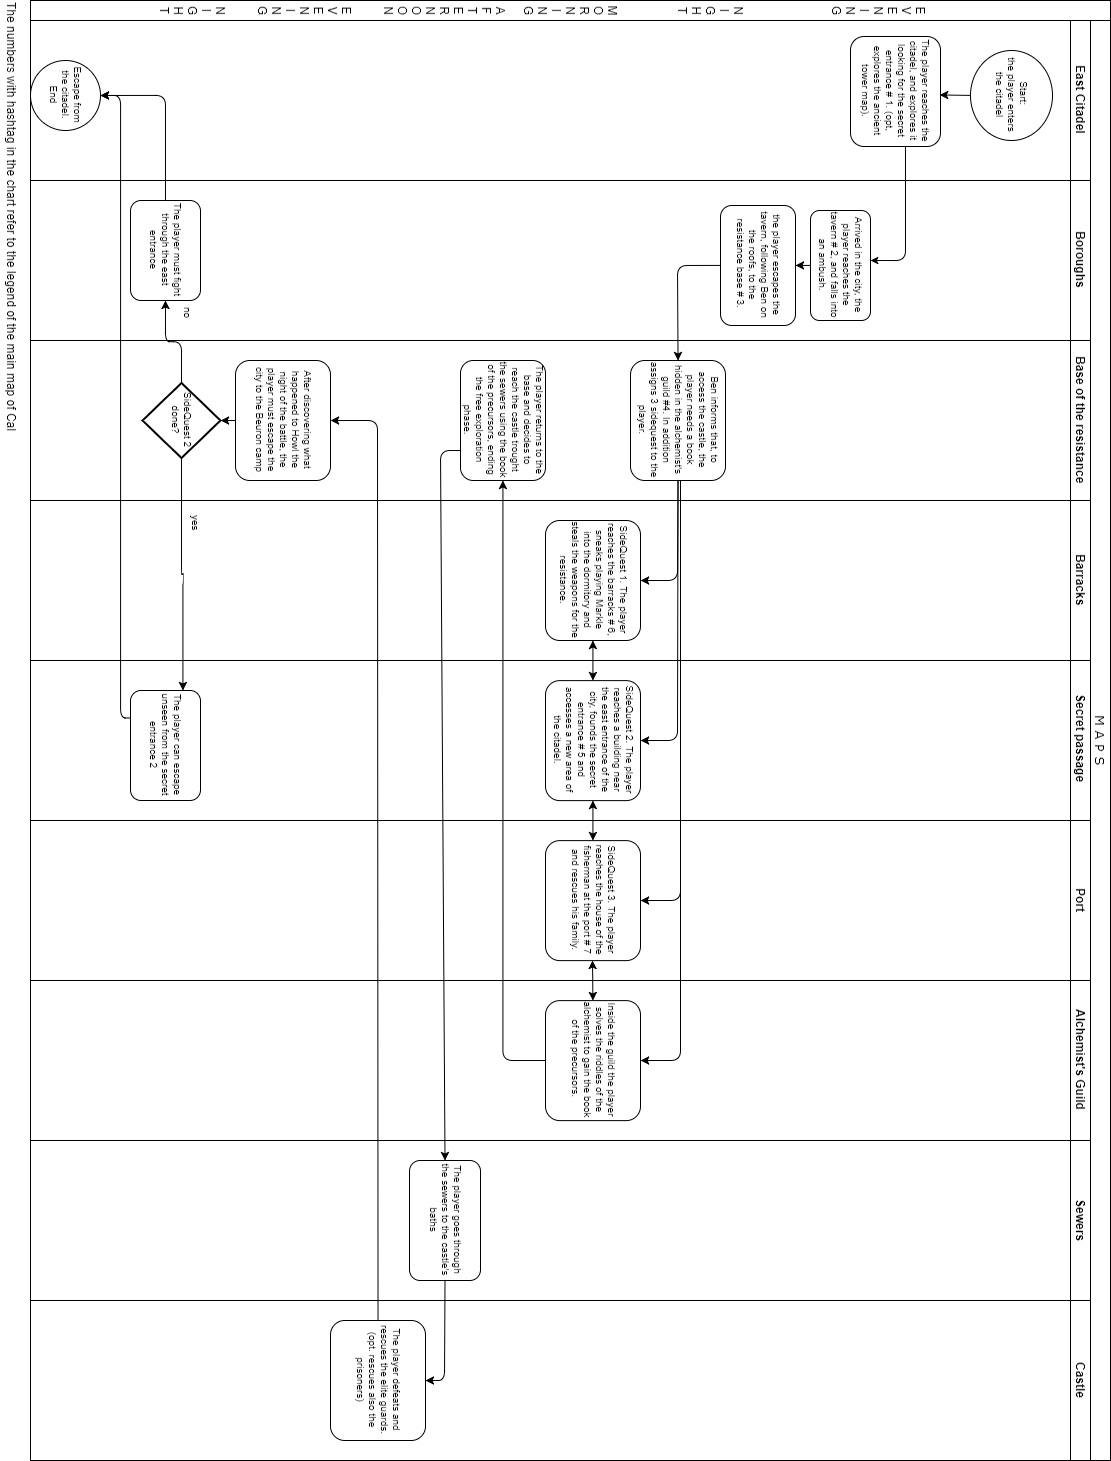 MAPS
East Citadel
Boroughs
Base of the resistance
Barracks
Secret passage
Port
Alchemist's Guild
Sewers
Castle
EVENING
NIGHT
MORNING
AFTERNOON
EVENING
NIGHT
Start:
the player enters
the citadel
The player reaches the
citadel, and explores it
looking for the secret
entrance # 1. (opt.
explores the ancient
tower map).
Arrived in the city, the
player reaches the
tavern # 2, and falls into
an ambush.
the player escapes the
tavern, following Ben on
the roofs, to the
resistance base # 3.
Ben informs that, to
access the castle, the
player needs a book
hidden in the alchemist's
guild #4. In addition
assigns 3 sidequest to the
player.
SideQuest 1. The player
reaches the barracks # 6,
sneaks playing Markle
into the dormitory and
steals the weapons for the
resistance.
SideQuest 2. The player
reaches a building near
the east entrance of the
city, founds the secret
entrance # 5 and
accesses a new area of
the citadel.
SideQuest 3. The player
reaches the house of the
fisherman at the port # 7
and rescues his family.
Inside the guild the player
solves the riddles of the
alchemist to gain the book
of the precursors.
The player returns to the
base and decides to
reach the castle trought
the sewers using the book
of the precursors, ending
the free exploration
phase.
The player goes through
the sewers to the castle's
baths
The player defeats and
rescues the elite guards.
(opt. rescues also the
prisoners)
After discovering what
happened to Howl the
night of the battle, the
player must escape the
city to the Beuron camp
SideQuest 2
done?
no
yes
The player must fight
through the east
entrance
The player can escape
unseen from the secret
entrance 2
Escape from
the citadel.
End
The numbers with hashtag in the chart refer to the legend of the main map of Cal